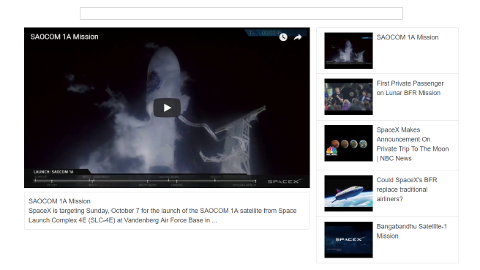 SAOCOM 1A Mission
LAUNCH: SAOCOM 1A
SPACEX
SAOCOM 1A Mission
SpaceX is targeting Sunday, October 7 for the launch of the SAOCOM 1A satellite from Space
Launch Complex 4E (SLC-4E) at Vandenberg Air Force Base in ...
SAOCOM 1A Mission
First Private Passenger
on Lunar BFR Mission
SpaceX Makes
Announcement On
Private Trip To The Moon
| NBC News
Could SpaceX's BFR
replace traditional
airliners?
Bangabandhu Satellite-1
Mission
SPACEX